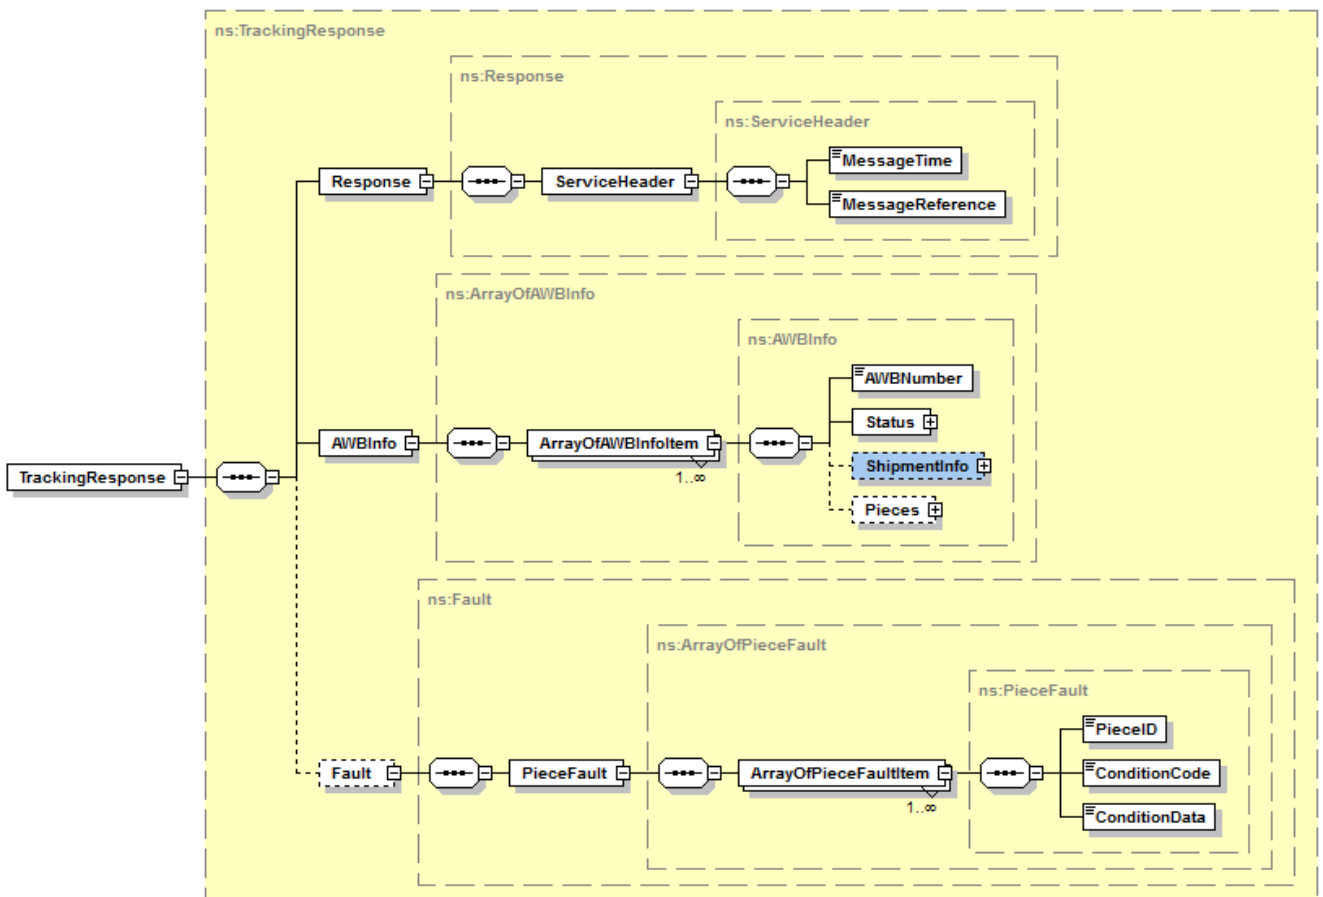 ns:TrackingResponse
ns:Response
ns:ServiceHeader
MessageTime
Response
ServiceHeader
MessageReference
ns:ArrayOfAWBInfo
ns:AWBInfo
AWBNumber
Status
AWBInfo
ArrayOfAWBInfoItem
1..∞
ShipmentInfo
TrackingResponse
Pieces
ns:Fault
ns:ArrayOfPieceFault
ns:PieceFault
PieceID
Fault
PieceFault
ArrayOfPieceFaultItem
1..∞
ConditionCode
ConditionData